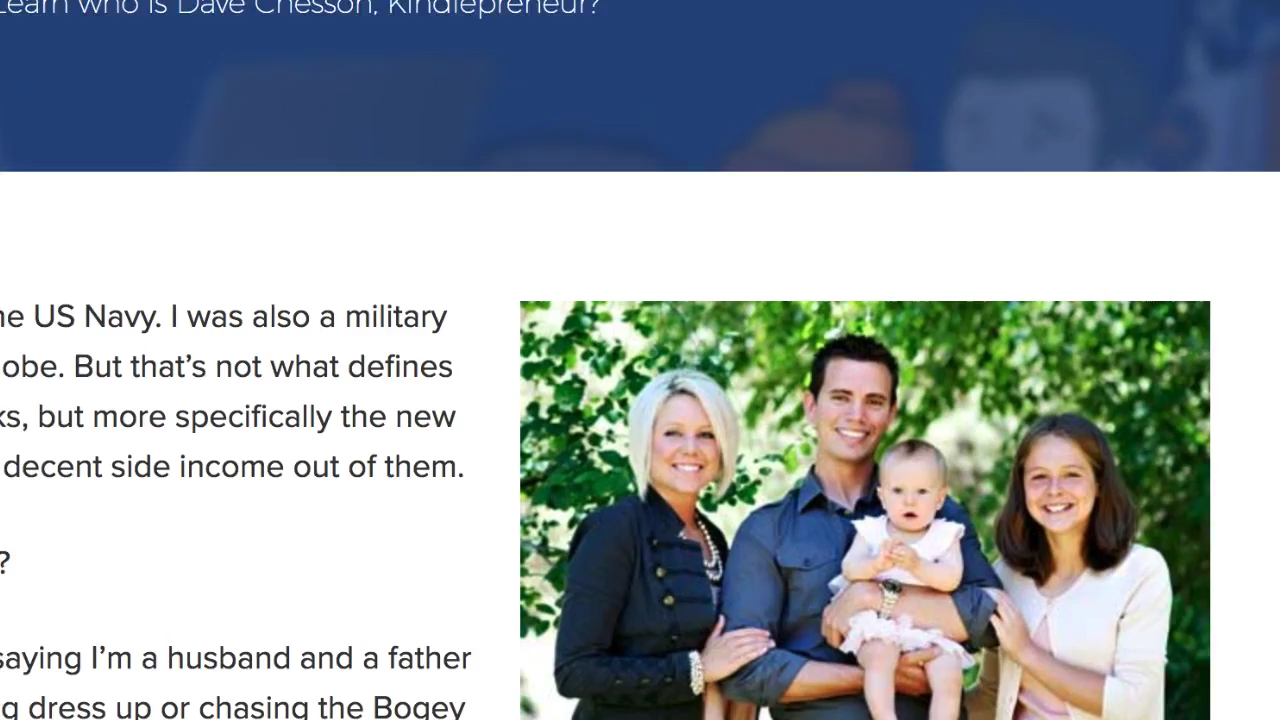 Learn who is Dave Chesson, Kindlepreneur?
he US Navy. I was also a military
obe. But that’s not what defines
ks, but more specifically the new
decent side income out of them.
?
saying I’m a husband and a father
g dress up or chasing the Bogey